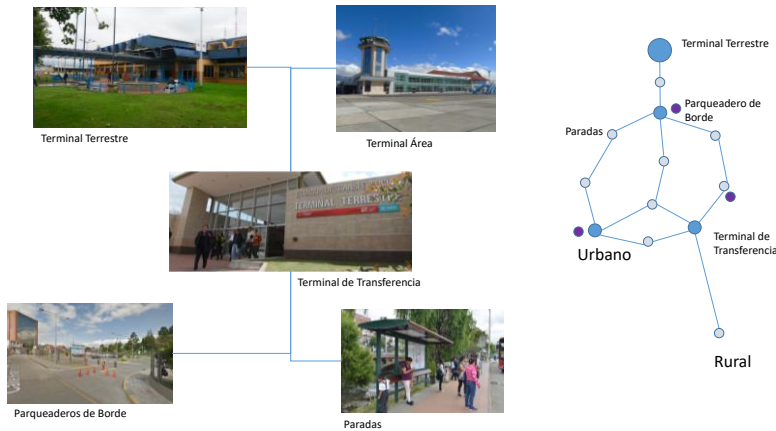 Terminal Terrestre
Terminal Área
TERMINAL TERRESTRE
Terminal de Transferencia
Parqueaderos de Borde
Paradas
Terminal Terrestre
Parqueadero de
Borde
Paradas
Terminal de
Transferencia
Urbano
Rural